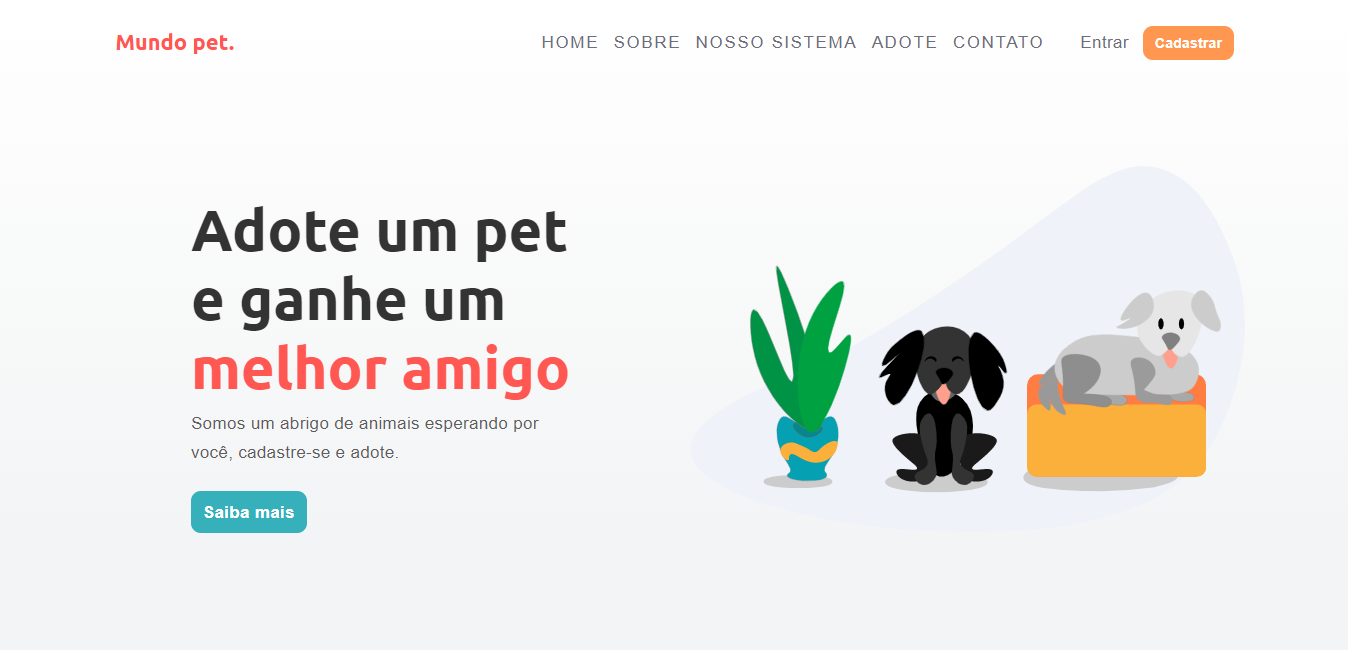 Mundo pet.
HOME SOBRE NOSSO SISTEMA ADOTE CONTATO Entrar Cadastrar
Adote um pet
e ganhe um
melhor amigo
Somos um abrigo de animais esperando por
você, cadastre-se e adote.
Saiba mais